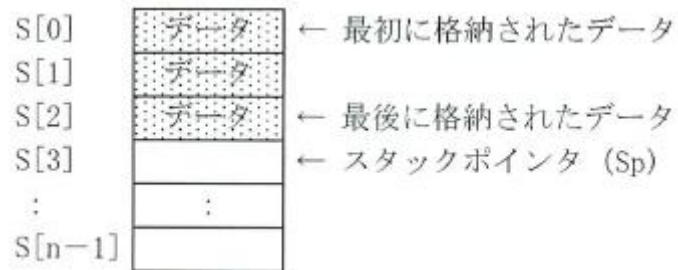 S[0] データ ← 最初に格納されたデータ
S[1] データ
S[2] データ ← 最後に格納されたデータ
S[3] ← スタックポインタ (Sp)
: :
S[n−1]